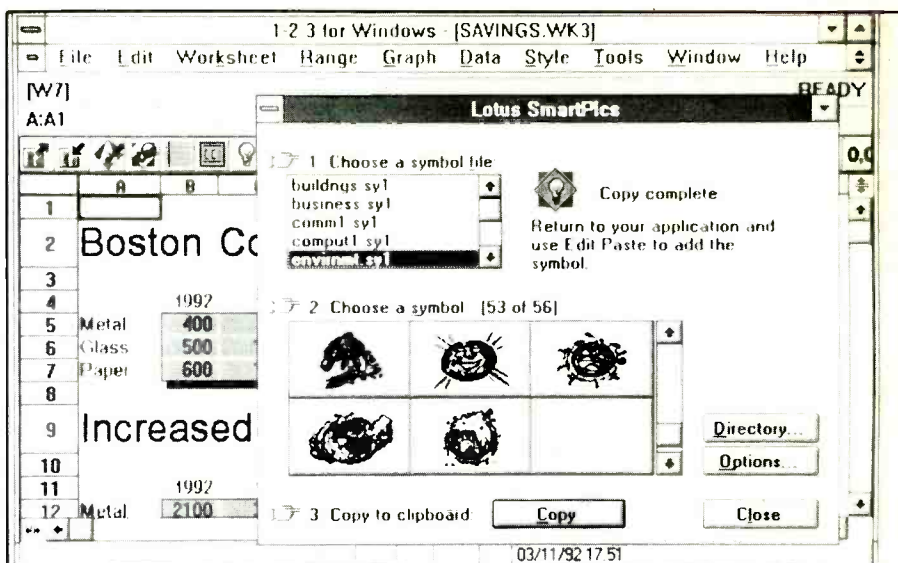 1-2-3 for Windows - [SAVINGS.WK3]
File Edit Worksheet Range Graph Data Style Tools Window Help
[W7] READY
A:A1
Lotus SmartPics
1 Choose a symbol file
buildngs.sy1
business.sy1
comm1.sy1
comput1.sy1
envirnmt.sy1
Copy complete
Return to your application and
use Edit Paste to add the
symbol.
2 Choose a symbol [53 of 56]
Directory...
Options...
3 Copy to clipboard:
Copy
Close
A B
1
2 Boston Co
3
4 1992
5 Metal 400
6 Glass 500
7 Paper 600
8
9 Increased
10
11 1992
12 Metal 2100
03/11/92 17:51